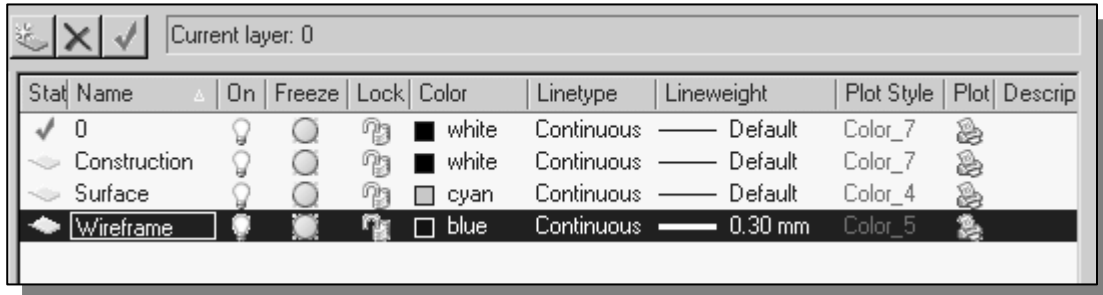 Current layer: 0
Stat Name On Freeze Lock Color Linetype Lineweight Plot Style Plot Descrip
0 white Continuous Default Color_7
Construction white Continuous Default Color_7
Surface cyan Continuous Default Color_4
Wireframe blue Continuous 0.30 mm Color_5